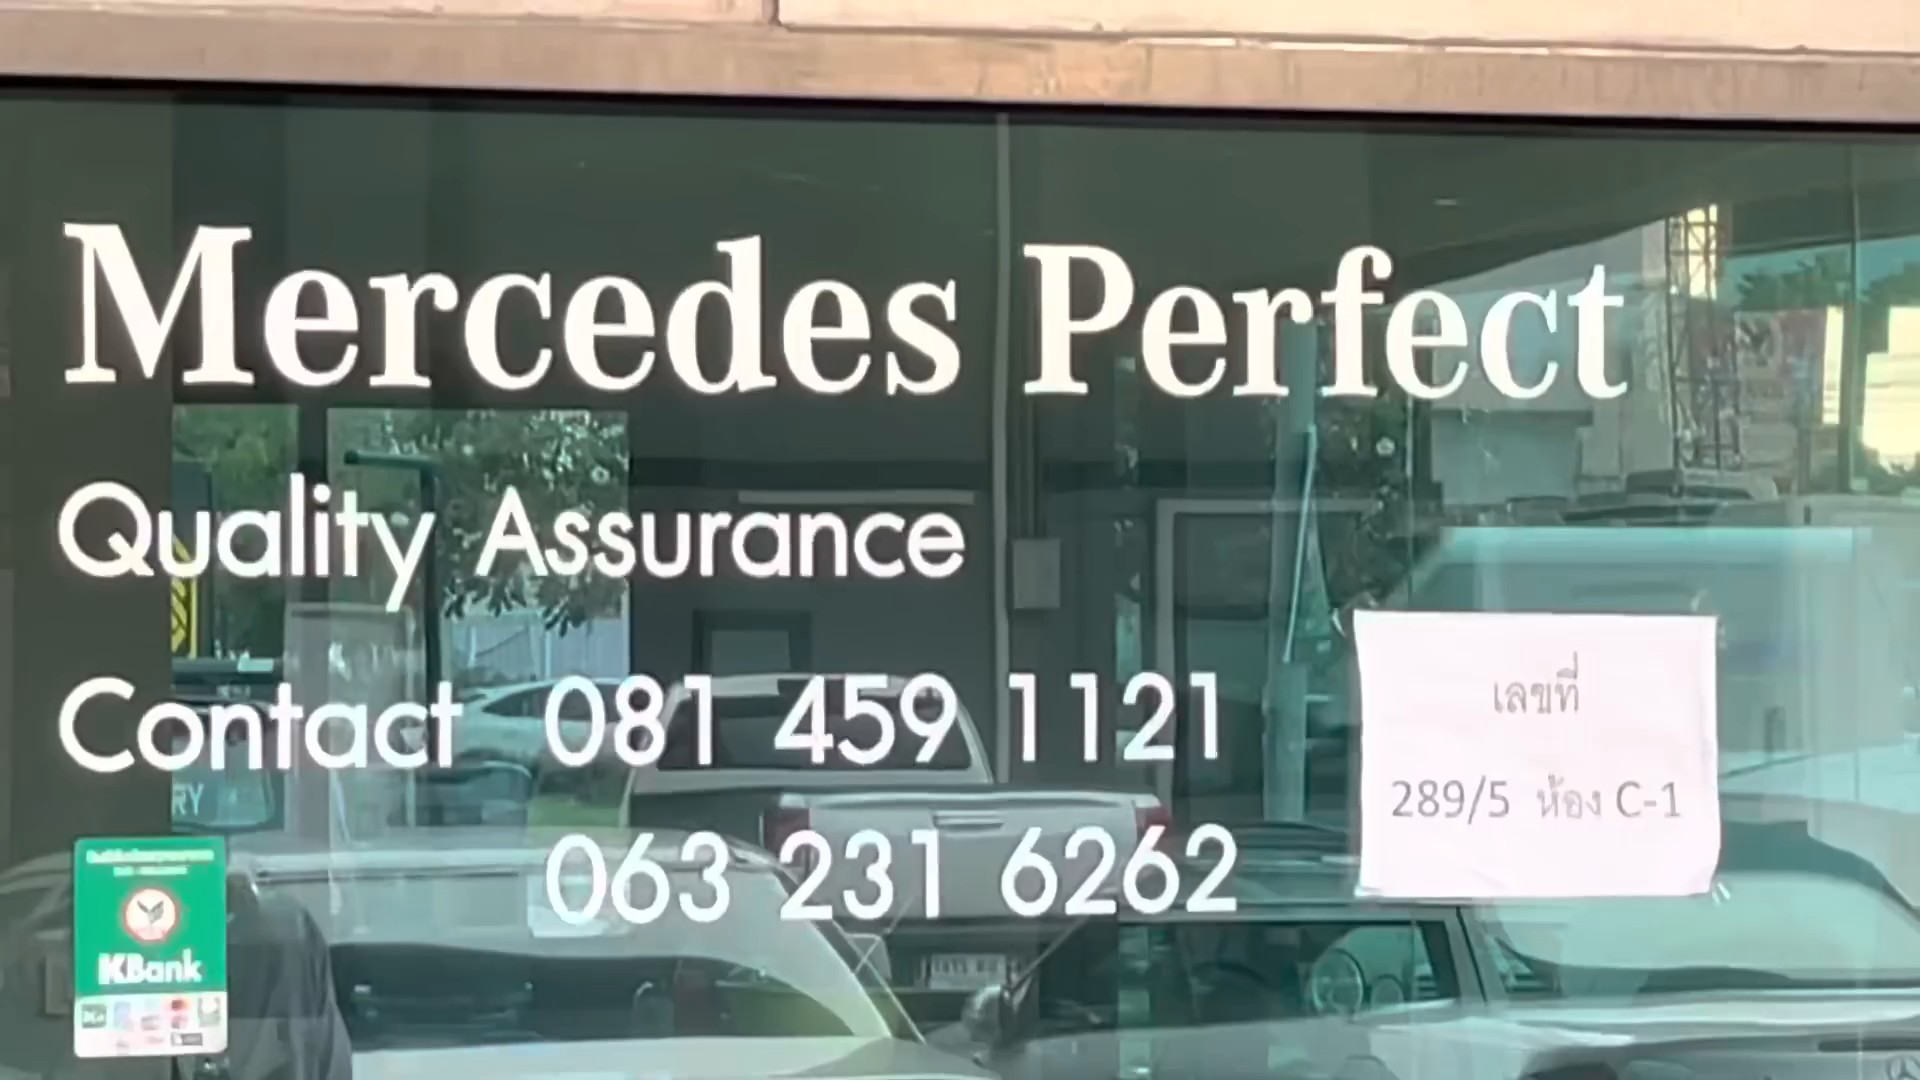 Mercedes Perfect
Quality Assurance
Contact 081 459 1121
063 231 6262
เลขที่
289/5 ห้อง C-1
RY
KBank